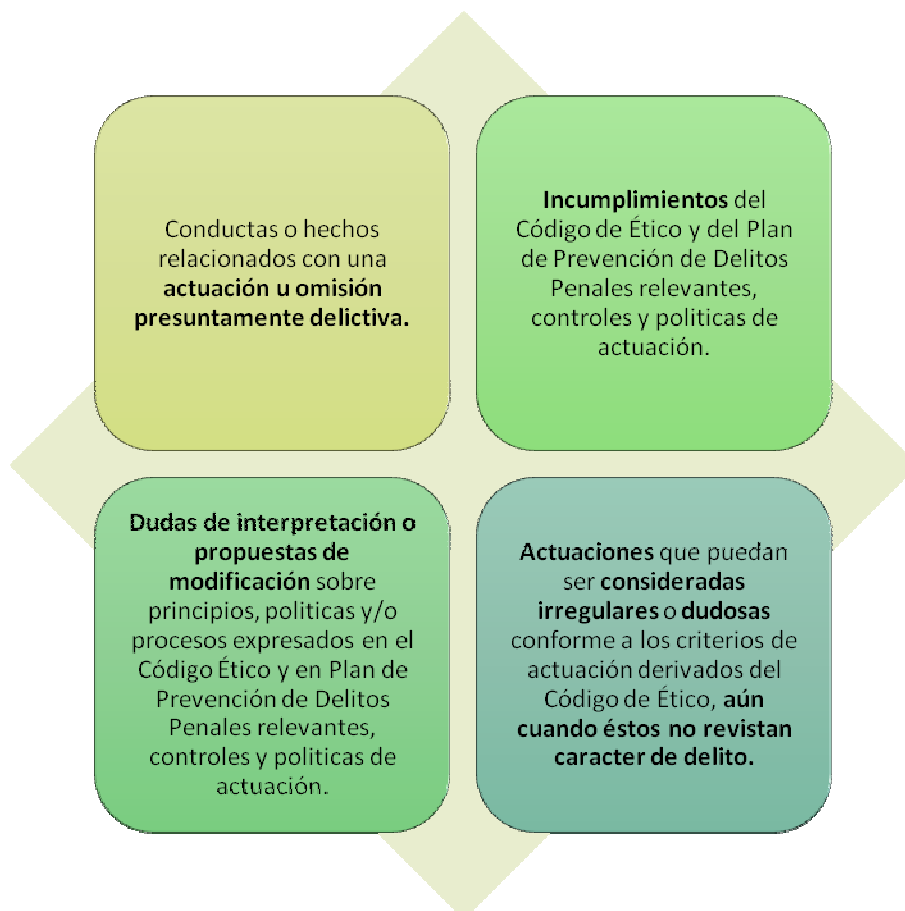 Conductas o hechos
relacionados con una
actuación u omisión
presuntamente delictiva.
Incumplimientos del
Código de Ético y del Plan
de Prevención de Delitos
Penales relevantes,
controles y politicas de
actuación.
Dudas de interpretación o
propuestas de
modificación sobre
principios, politicas y/o
procesos expresados en el
Código Ético y en Plan de
Prevención de Delitos
Penales relevantes,
controles y politicas de
actuación.
Actuaciones que puedan
ser consideradas
irregulares o dudosas
conforme a los criterios de
actuación derivados del
Código de Ético, aún
cuando éstos no revistan
caracter de delito.